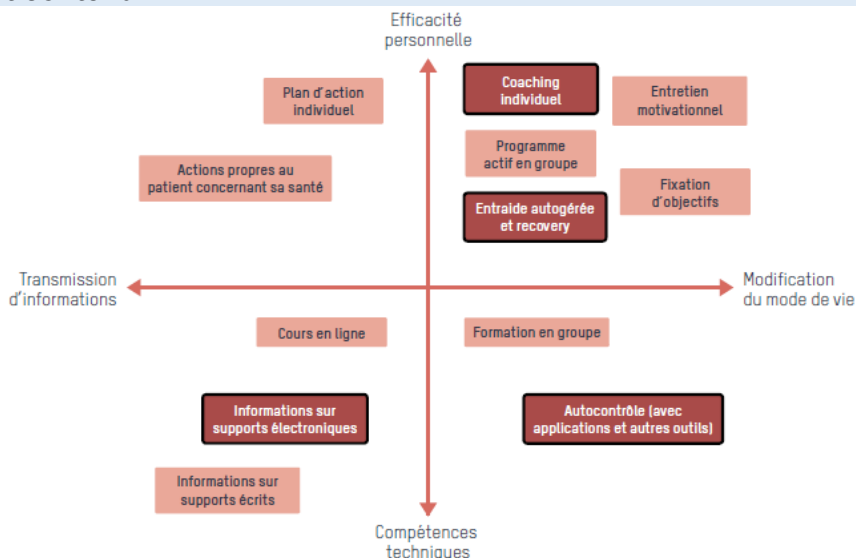 Efficacité
personnelle
Coaching
individuel
Plan d'action
individuel
Entretien
motivationnel
Programme
actif en groupe
Actions propres au
patient concernant sa santé
Fixation
d'objectifs
Entraide autogérée
et recovery
Transmission
d'informations
Modification
du mode de vie
Cours en ligne
Formation en groupe
Informations sur
supports électroniques
Autocontrôle (avec
applications et autres outils)
Informations sur
supports écrits
Compétences
techniques